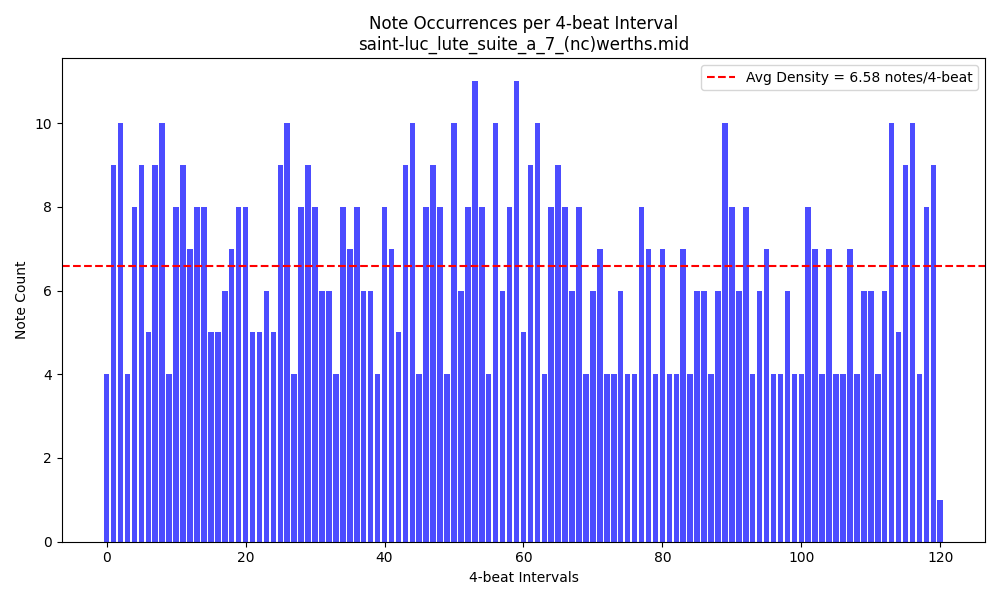 Note Occurrences per 4-beat Interval
saint-luc_lute_suite_a_7_(nc)werths.mid
Avg Density = 6.58 notes/4-beat
10
8
6
4
2
0
Note Count
0 20 40 60 80 100 120
4-beat Intervals